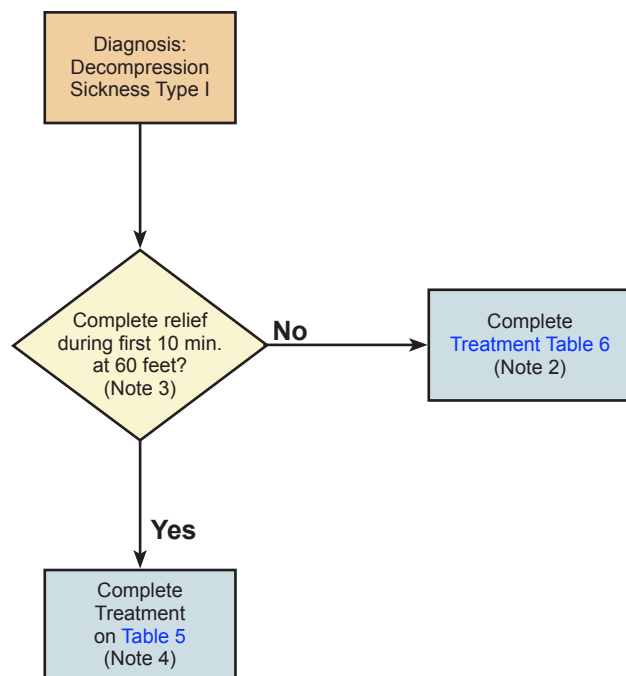 Diagnosis:
Decompression
Sickness Type I
Complete relief
during first 10 min.
at 60 feet?
(Note 3)
No
Complete
Treatment Table 6
(Note 2)
Yes
Complete
Treatment
on Table 5
(Note 4)